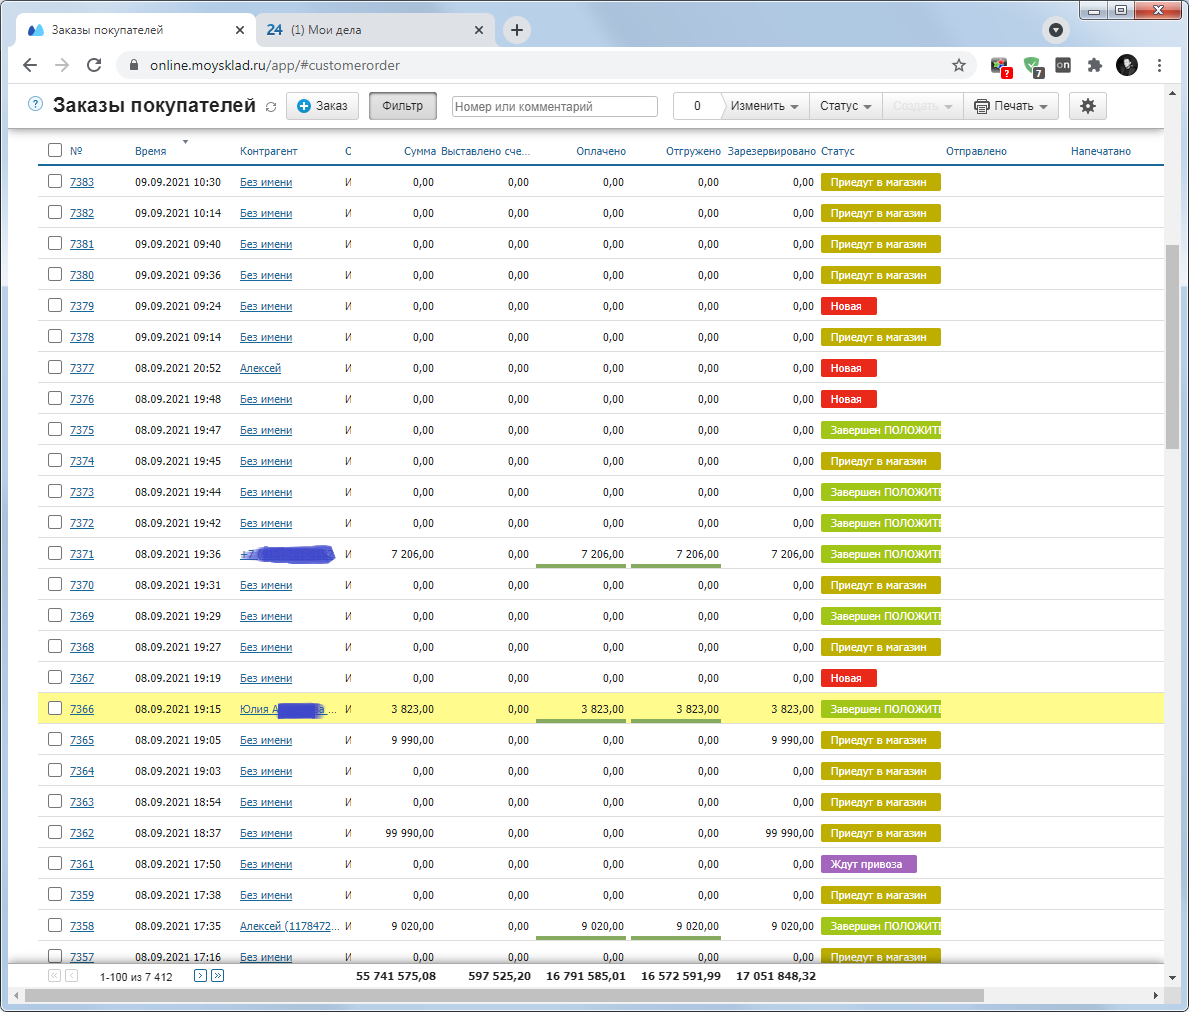 Заказы покупателей
24 (1) Мои дела
online.moysklad.ru/app/#customerorder
? 7 on
? Заказы покупателей Заказ Фильтр Номер или комментарий 0 Изменить Статус Создать Печать
№ Время Контрагент С Сумма Выставлено сче... Оплачено Отгружено Зарезервировано Статус Отправлено Напечатано
7383 09.09.2021 10:30 Без имени И 0,00 0,00 0,00 0,00 0,00 Приедут в магазин
7382 09.09.2021 10:14 Без имени И 0,00 0,00 0,00 0,00 0,00 Приедут в магазин
7381 09.09.2021 09:40 Без имени И 0,00 0,00 0,00 0,00 0,00 Приедут в магазин
7380 09.09.2021 09:36 Без имени И 0,00 0,00 0,00 0,00 0,00 Приедут в магазин
7379 09.09.2021 09:24 Без имени И 0,00 0,00 0,00 0,00 0,00 Новая
7378 09.09.2021 09:14 Без имени И 0,00 0,00 0,00 0,00 0,00 Приедут в магазин
7377 08.09.2021 20:52 Алексей И 0,00 0,00 0,00 0,00 0,00 Новая
7376 08.09.2021 19:48 Без имени И 0,00 0,00 0,00 0,00 0,00 Новая
7375 08.09.2021 19:47 Без имени И 0,00 0,00 0,00 0,00 0,00 Завершен ПОЛОЖИТЕ
7374 08.09.2021 19:45 Без имени И 0,00 0,00 0,00 0,00 0,00 Приедут в магазин
7373 08.09.2021 19:44 Без имени И 0,00 0,00 0,00 0,00 0,00 Завершен ПОЛОЖИТЕ
7372 08.09.2021 19:42 Без имени И 0,00 0,00 0,00 0,00 0,00 Завершен ПОЛОЖИТЕ
7371 08.09.2021 19:36 +7 И 7 206,00 0,00 7 206,00 7 206,00 7 206,00 Завершен ПОЛОЖИТЕ
7370 08.09.2021 19:31 Без имени И 0,00 0,00 0,00 0,00 0,00 Приедут в магазин
7369 08.09.2021 19:29 Без имени И 0,00 0,00 0,00 0,00 0,00 Завершен ПОЛОЖИТЕ
7368 08.09.2021 19:27 Без имени И 0,00 0,00 0,00 0,00 0,00 Приедут в магазин
7367 08.09.2021 19:19 Без имени И 0,00 0,00 0,00 0,00 0,00 Новая
7366 08.09.2021 19:15 Юлия И 3 823,00 0,00 3 823,00 3 823,00 3 823,00 Завершен ПОЛОЖИТЕ
7365 08.09.2021 19:05 Без имени И 9 990,00 0,00 0,00 0,00 9 990,00 Приедут в магазин
7364 08.09.2021 19:03 Без имени И 0,00 0,00 0,00 0,00 0,00 Приедут в магазин
7363 08.09.2021 18:54 Без имени И 0,00 0,00 0,00 0,00 0,00 Приедут в магазин
7362 08.09.2021 18:37 Без имени И 99 990,00 0,00 0,00 0,00 99 990,00 Приедут в магазин
7361 08.09.2021 17:50 Без имени И 0,00 0,00 0,00 0,00 0,00 Ждут привоза
7359 08.09.2021 17:38 Без имени И 0,00 0,00 0,00 0,00 0,00 Приедут в магазин
7358 08.09.2021 17:35 Алексей (1178472... И 9 020,00 0,00 9 020,00 9 020,00 9 020,00 Завершен ПОЛОЖИТЕ
7357 08.09.2021 17:16 Без имени И 0,00 0,00 0,00 0,00 0,00 Приедут в магазин
1-100 из 7 412 55 741 575,08 597 525,20 16 791 585,01 16 572 591,99 17 051 848,32